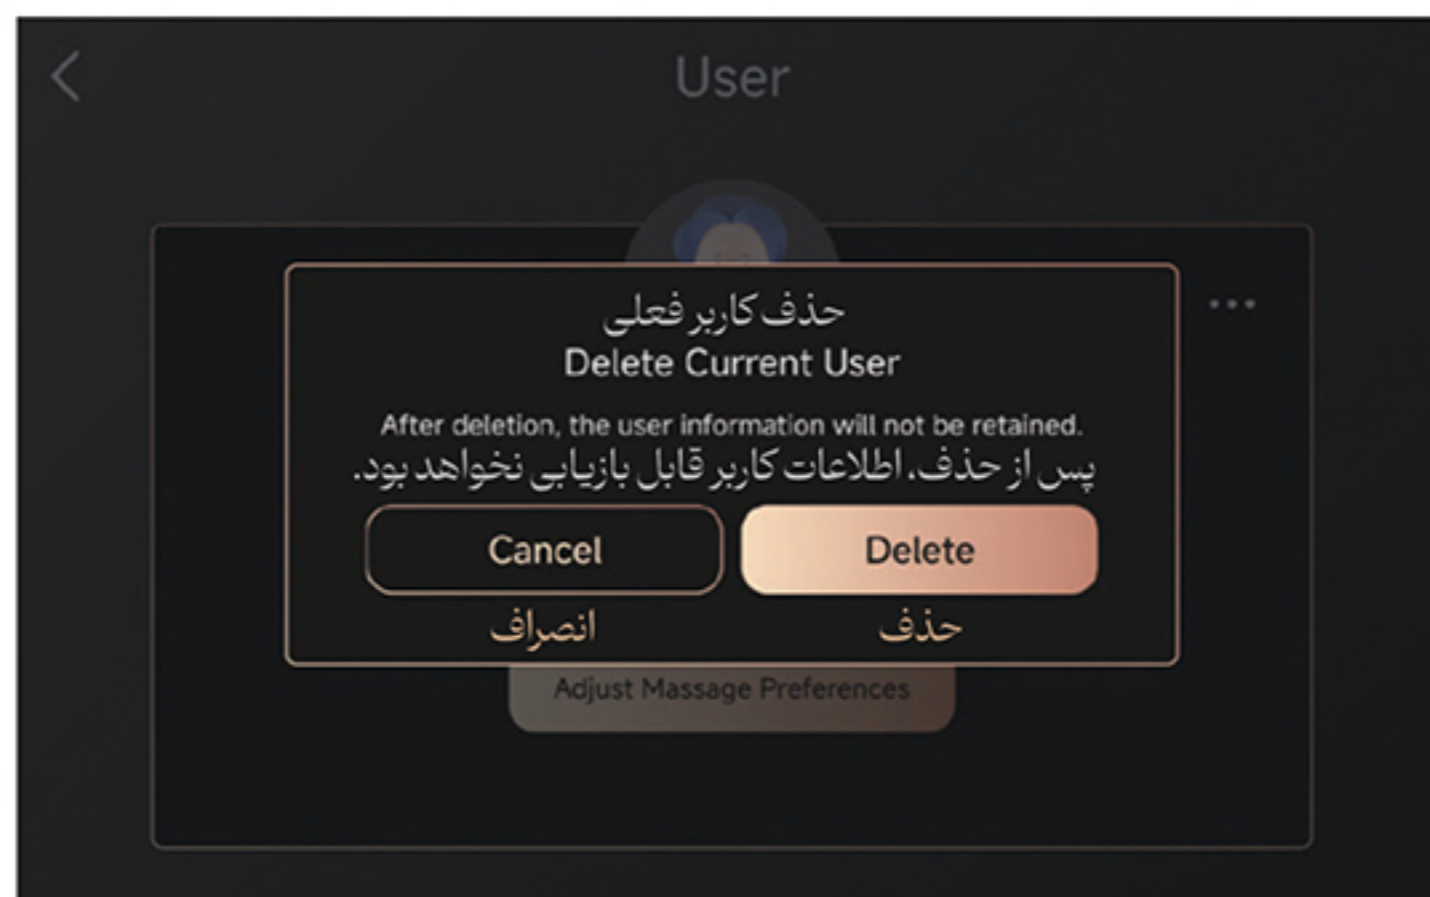 User
حذف کاربر فعلی
Delete Current User
After deletion, the user information will not be retained.
پس از حذف، اطلاعات کاربر قابل بازیابی نخواهد بود.
Cancel
Delete
انصراف
حذف
Adjust Massage Preferences